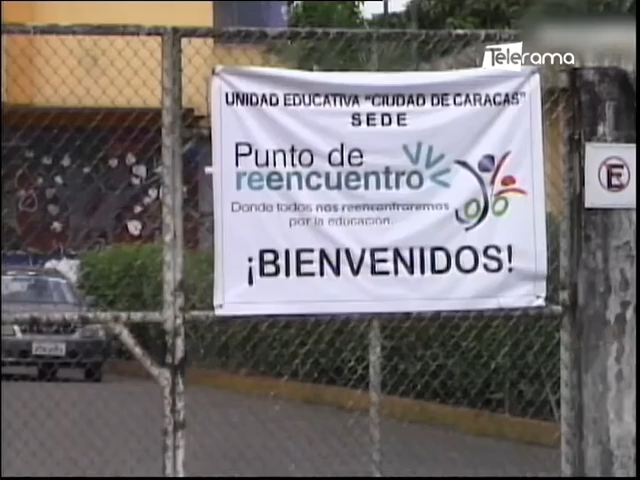 Telerama
UNIDAD EDUCATIVA "CIUDAD DE CARACAS"
SEDE
Punto de
reencuentro
Donde todos nos reencontraremos
por la educación.
¡BIENVENIDOS!
E